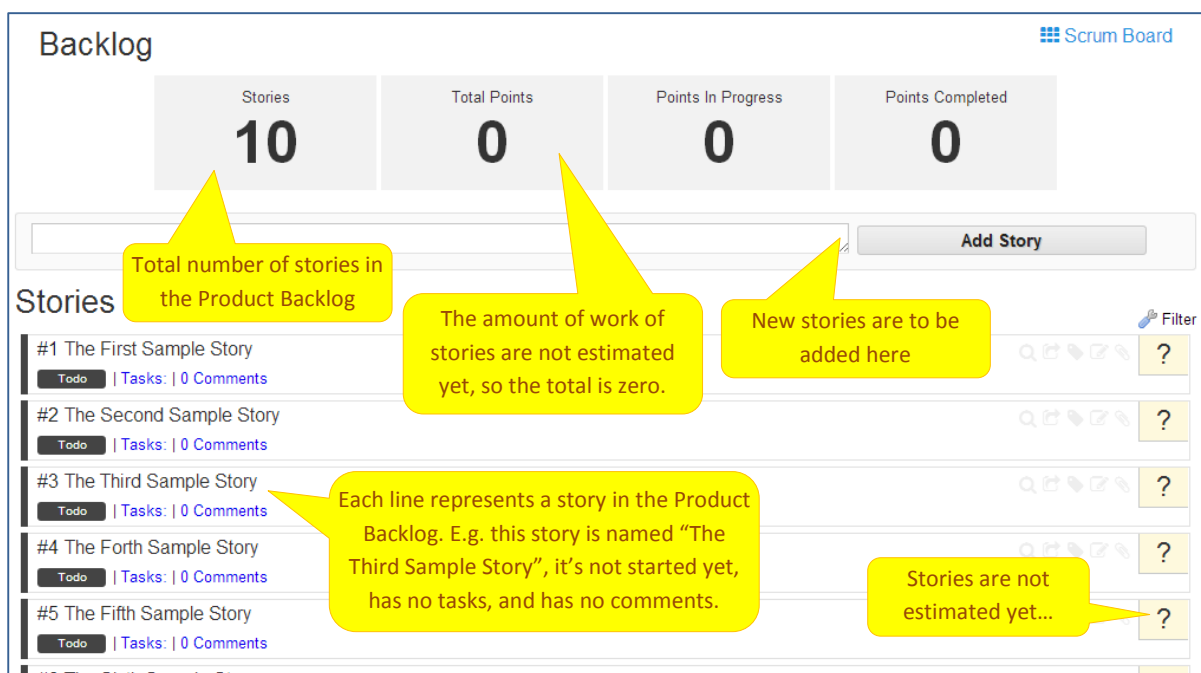 Backlog
Scrum Board
Stories
Total Points
Points In Progress
Points Completed
10
0
0
0
Add Story
Total number of stories in
the Product Backlog
The amount of work of
stories are not estimated
yet, so the total is zero.
New stories are to be
added here
Stories
Filter
#1 The First Sample Story
?
Todo | Tasks: | 0 Comments
#2 The Second Sample Story
?
Todo | Tasks: | 0 Comments
#3 The Third Sample Story
?
Todo | Tasks: | 0 Comments
Each line represents a story in the Product
Backlog. E.g. this story is named “The
Third Sample Story”, it’s not started yet,
has no tasks, and has no comments.
#4 The Forth Sample Story
?
Todo | Tasks: | 0 Comments
Stories are not
estimated yet…
#5 The Fifth Sample Story
?
Todo | Tasks: | 0 Comments